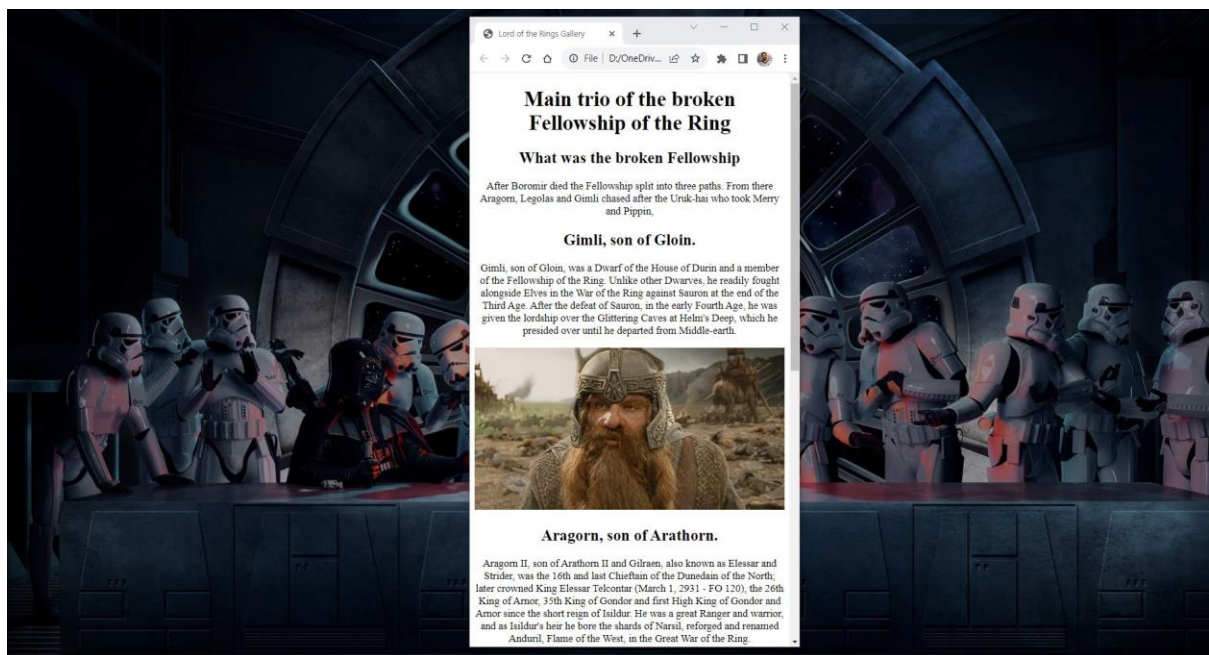 Lord of the Rings Gallery
File
D:/OneDriv...
Main trio of the broken
Fellowship of the Ring
What was the broken Fellowship
After Boromir died the Fellowship split into three paths. From there
Aragorn, Legolas and Gimli chased after the Uruk-hai who took Merry
and Pippin,
Gimli, son of Gloin.
Gimli, son of Gloin, was a Dwarf of the House of Durin and a member
of the Fellowship of the Ring. Unlike other Dwarves, he readily fought
alongside Elves in the War of the Ring against Sauron at the end of the
Third Age. After the defeat of Sauron, in the early Fourth Age, he was
given the lordship over the Glittering Caves at Helm's Deep, which he
presided over until he departed from Middle-earth.
Aragorn, son of Arathorn.
Aragorn II, son of Arathorn II and Gilraen, also known as Elessar and
Strider, was the 16th and last Chieftain of the Dunedain of the North;
later crowned King Elessar Telcontar (March 1, 2931 - FO 120), the 26th
King of Arnor, 35th King of Gondor and first High King of Gondor and
Arnor since the short reign of Isildur. He was a great Ranger and warrior,
and as Isildur's heir he bore the shards of Narsil, reforged and renamed
Anduril, Flame of the West, in the Great War of the Ring.